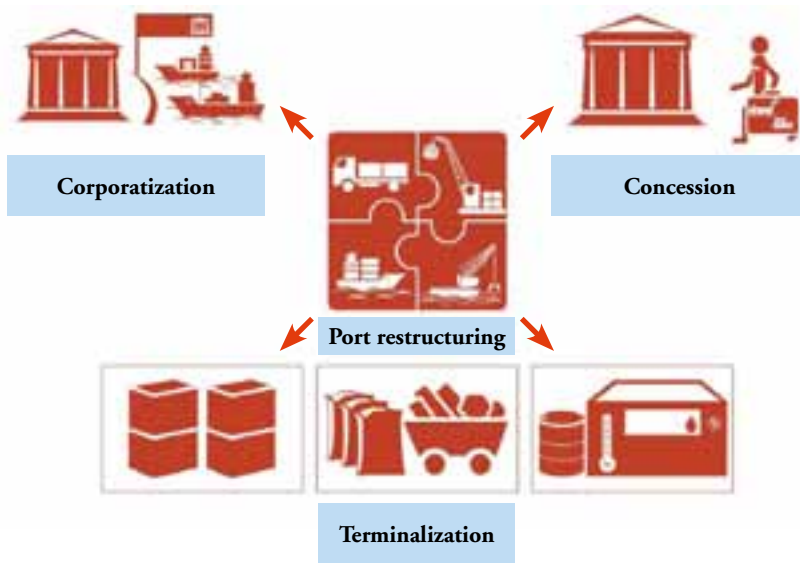 Corporatization
Concession
Port restructuring
Terminalization